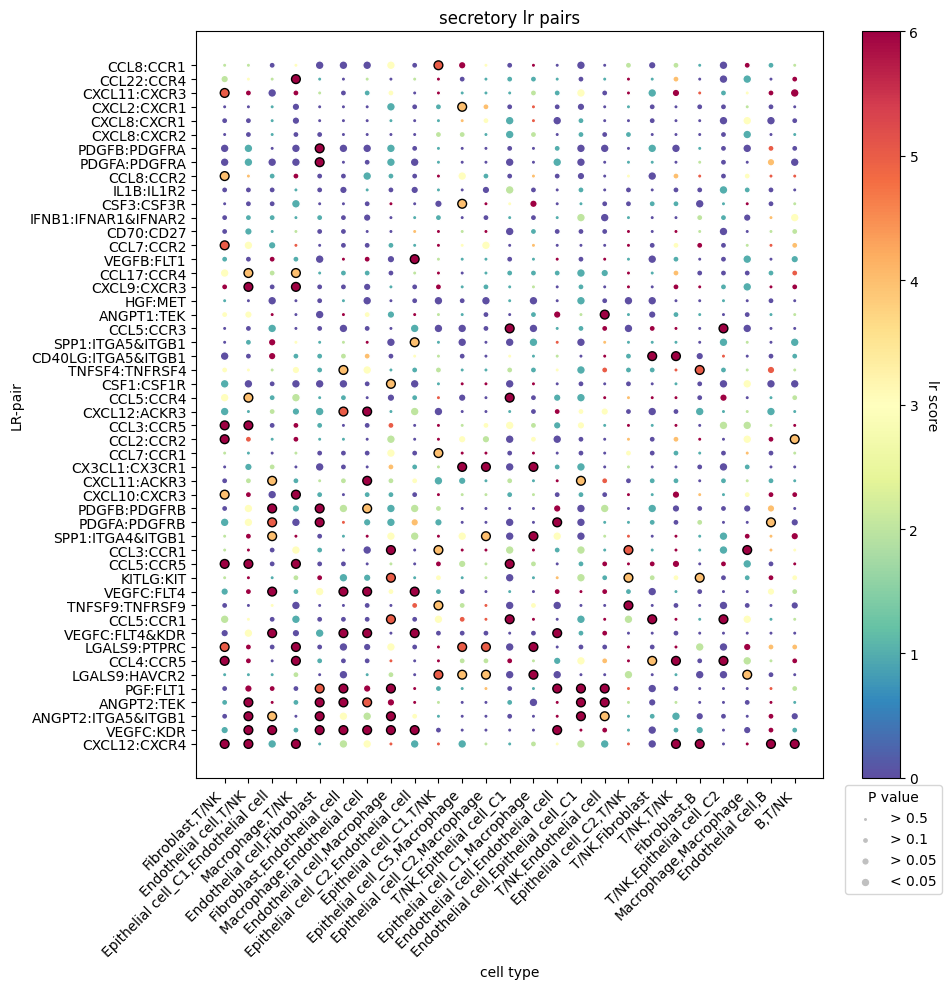 secretory lr pairs
CCL8:CCR1
CCL22:CCR4
CXCL11:CXCR3
CXCL2:CXCR1
CXCL8:CXCR1
CXCL8:CXCR2
PDGFB:PDGFRA
PDGFA:PDGFRA
CCL8:CCR2
IL1B:IL1R2
CSF3:CSF3R
IFNB1:IFNAR1&IFNAR2
CD70:CD27
CCL7:CCR2
VEGFB:FLT1
CCL17:CCR4
CXCL9:CXCR3
HGF:MET
ANGPT1:TEK
CCL5:CCR3
SPP1:ITGA5&ITGB1
CD40LG:ITGA5&ITGB1
TNFSF4:TNFRSF4
CSF1:CSF1R
CCL5:CCR4
CXCL12:ACKR3
CCL3:CCR5
CCL2:CCR2
CCL7:CCR1
CX3CL1:CX3CR1
CXCL11:ACKR3
CXCL10:CXCR3
PDGFB:PDGFRB
PDGFA:PDGFRB
SPP1:ITGA4&ITGB1
CCL3:CCR1
CCL5:CCR5
KITLG:KIT
VEGFC:FLT4
TNFSF9:TNFRSF9
CCL5:CCR1
VEGFC:FLT4&KDR
LGALS9:PTPRC
CCL4:CCR5
LGALS9:HAVCR2
PGF:FLT1
ANGPT2:TEK
ANGPT2:ITGA5&ITGB1
VEGFC:KDR
CXCL12:CXCR4
LR-pair
Fibroblast,T/NK
Endothelial cell,T/NK
Epithelial cell_C1,Endothelial cell
Macrophage,T/NK
Endothelial cell,Fibroblast
Fibroblast,Endothelial cell
Macrophage,Endothelial cell
Endothelial cell,Macrophage
Epithelial cell_C2,Endothelial cell
Epithelial cell_C1,T/NK
Epithelial cell_C5,Macrophage
Epithelial cell_C2,Macrophage
T/NK,Epithelial cell_C1
Epithelial cell_C1,Macrophage
Endothelial cell,Endothelial cell
Endothelial cell,Epithelial cell_C1
T/NK,Endothelial cell
Epithelial cell_C2,T/NK
T/NK,Fibroblast
T/NK,T/NK
Fibroblast,B
T/NK,Epithelial cell_C2
Macrophage,Macrophage
Endothelial cell,B
B,T/NK
cell type
6
5
4
3
2
1
0
lr score
P value
> 0.5
> 0.1
> 0.05
< 0.05